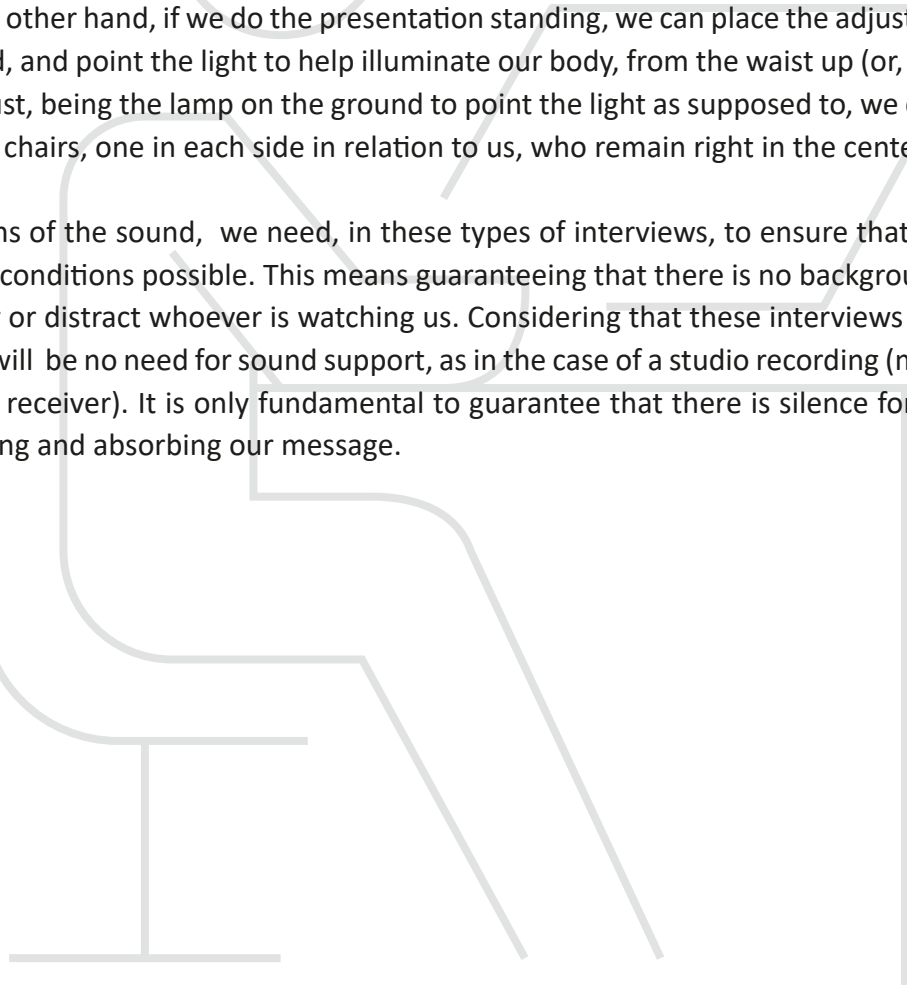 other hand, if we do the presentation standing, we can place the adjust
, and point the light to help illuminate our body, from the waist up (or,
ust, being the lamp on the ground to point the light as supposed to, we
chairs, one in each side in relation to us, who remain right in the cente
ns of the sound, we need, in these types of interviews, to ensure that
conditions possible. This means guaranteeing that there is no backgrou
or distract whoever is watching us. Considering that these interviews
will be no need for sound support, as in the case of a studio recording (
receiver). It is only fundamental to guarantee that there is silence for
ng and absorbing our message.